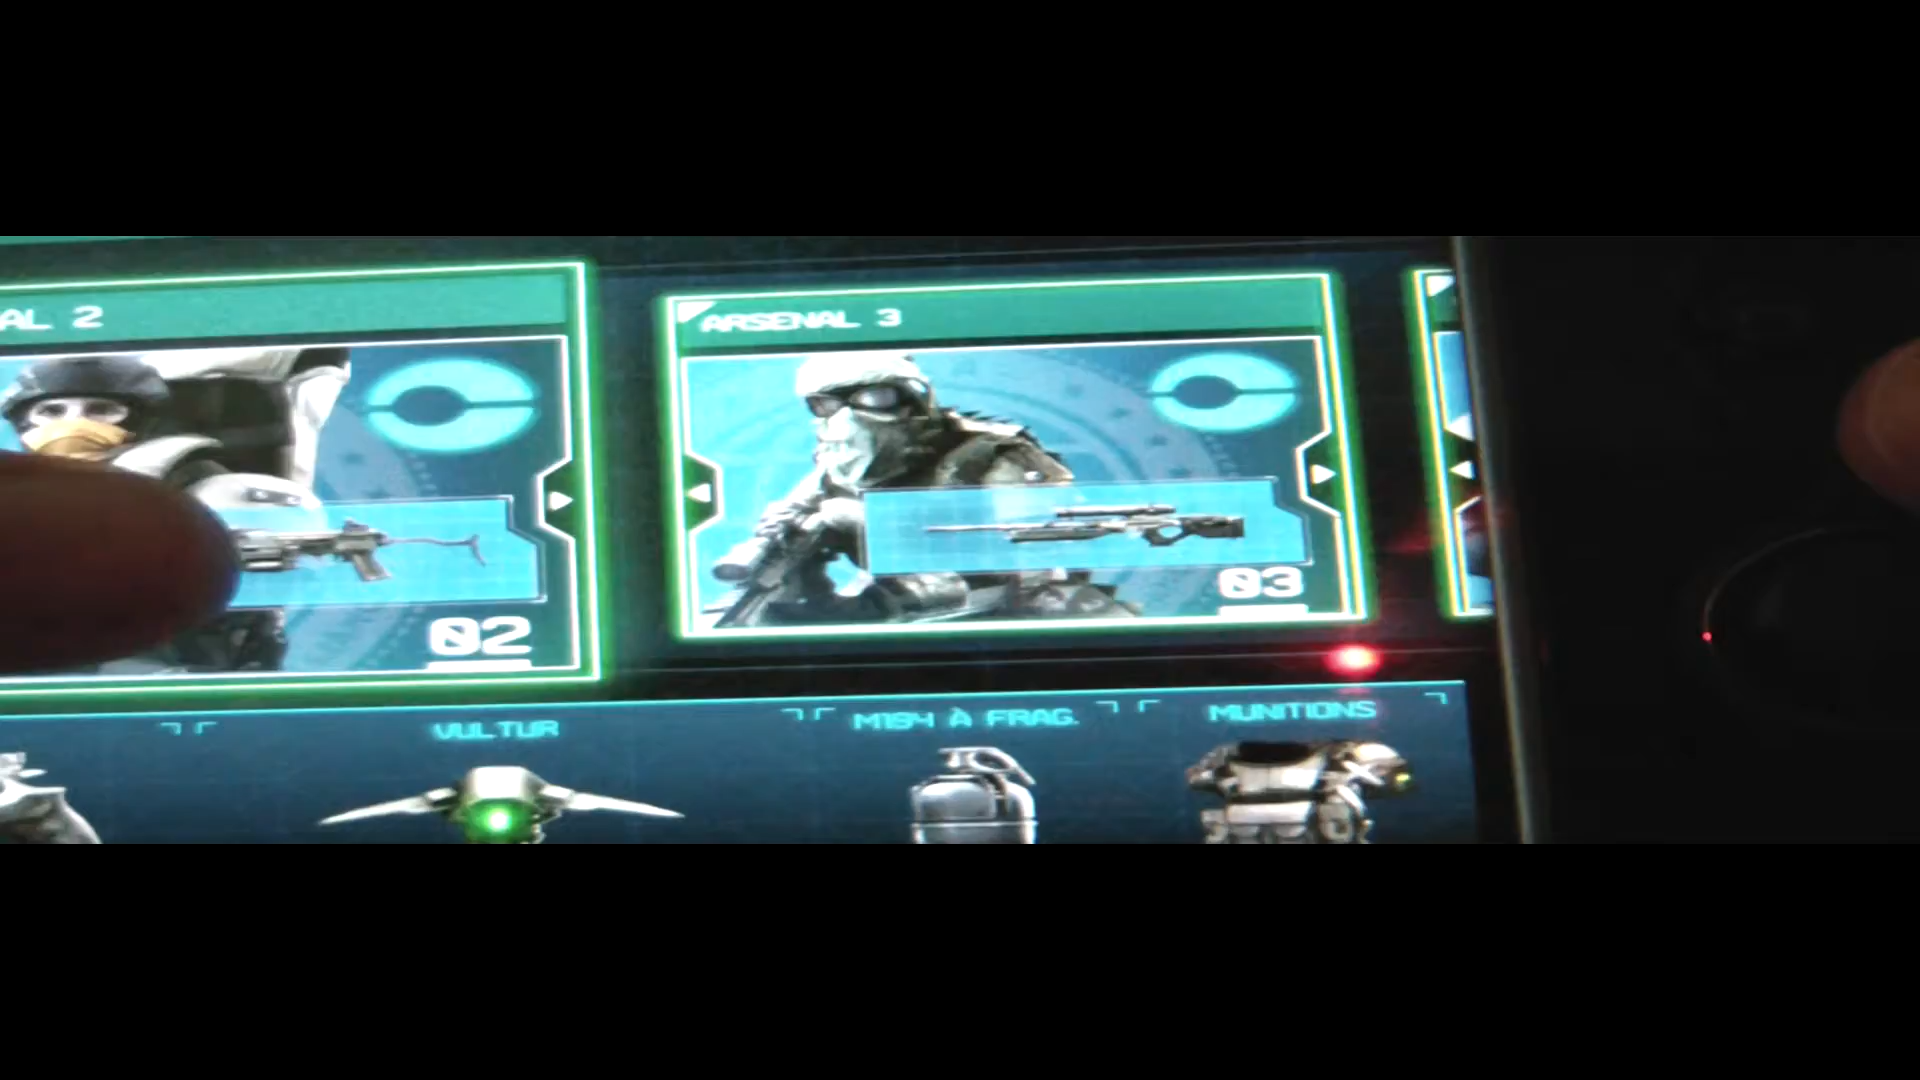 AL 2
ARSENAL 3
02
03
VULTUR
M184 À FRAG.
MUNITIONS